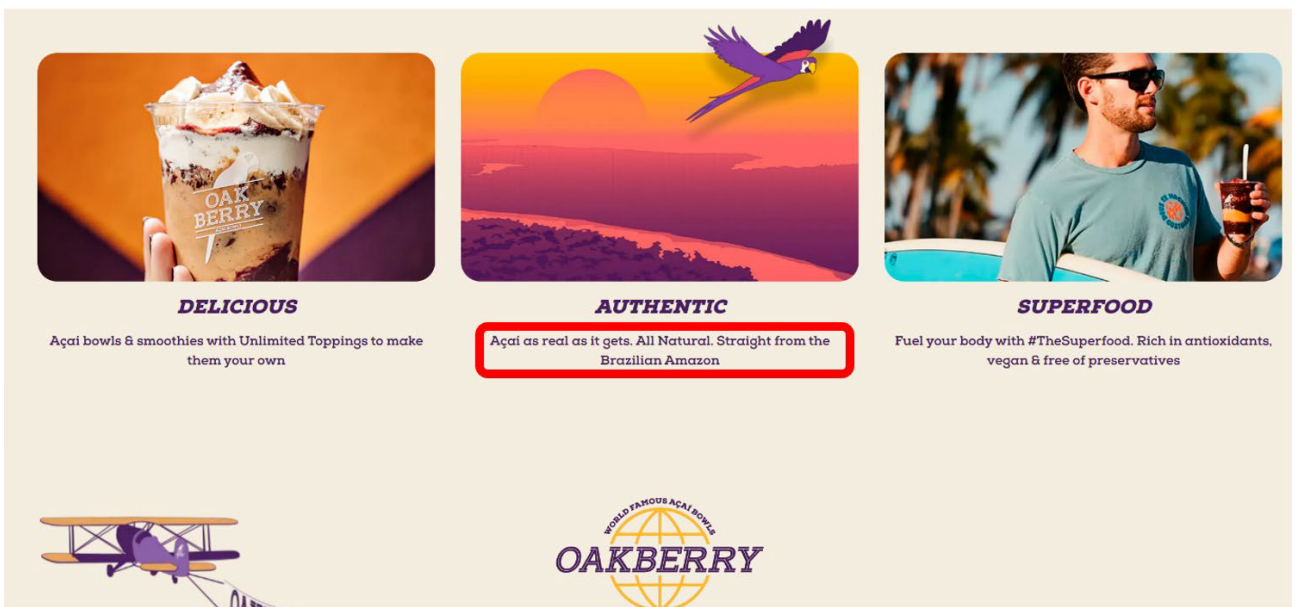 OAK
BERRY
DELICIOUS
Açaí bowls & smoothies with Unlimited Toppings to make
them your own
AUTHENTIC
Açaí as real as it gets. All Natural. Straight from the
Brazilian Amazon
SUPERFOOD
Fuel your body with #TheSuperfood. Rich in antioxidants,
vegan & free of preservatives
WORLD FAMOUS AÇAÍ BOWLS
OAKBERRY